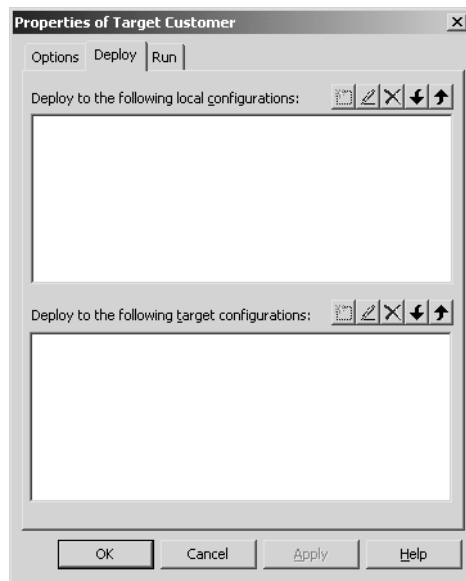 Properties of Target Customer
Options Deploy Run
Deploy to the following local configurations:
Deploy to the following target configurations:
OK Cancel Apply Help